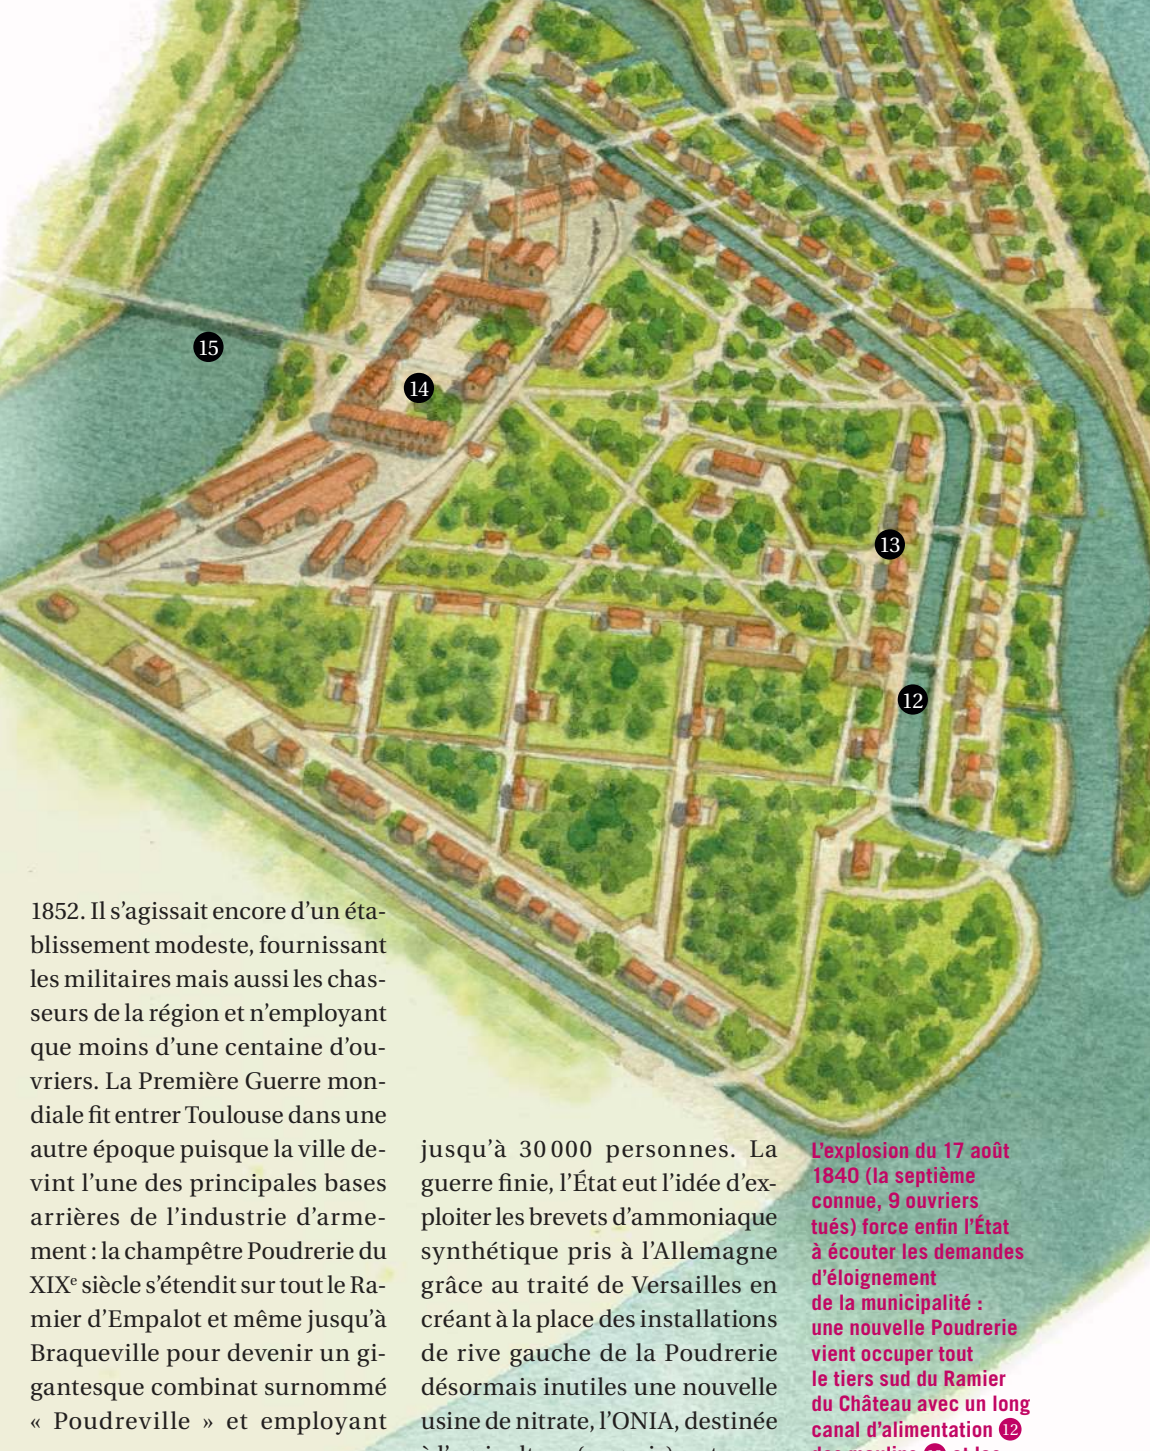 15
14
13
12
1852. Il s’agissait encore d’un éta-
blissement modeste, fournissant
les militaires mais aussi les chas-
seurs de la région et n’employant
que moins d’une centaine d’ou-
vriers. La Première Guerre mon-
diale fit entrer Toulouse dans une
autre époque puisque la ville de-
vint l’une des principales bases
arrières de l’industrie d’arme-
ment : la champêtre Poudrerie du
XIXe siècle s’étendit sur tout le Ra-
mier d’Empalot et même jusqu’à
Braqueville pour devenir un gi-
gantesque combinat surnommé
« Poudreville » et employant
jusqu’à 30 000 personnes. La
guerre finie, l’État eut l’idée d’ex-
ploiter les brevets d’ammoniaque
synthétique pris à l’Allemagne
grâce au traité de Versailles en
créant à la place des installations
de rive gauche de la Poudrerie
désormais inutiles une nouvelle
usine de nitrate, l’ONIA, destinée
L’explosion du 17 août
1840 (la septième
connue, 9 ouvriers
tués) force enfin l’État
à écouter les demandes
d’éloignement
de la municipalité :
une nouvelle Poudrerie
vient occuper tout
le tiers sud du Ramier
du Château avec un long
canal d’alimentation 12